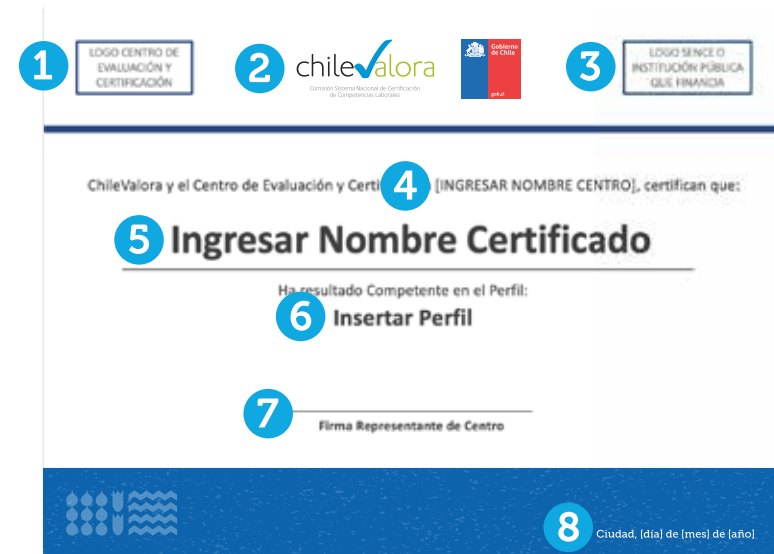 1
LOGO CENTRO DE
EVALUACIÓN Y
CERTIFICACIÓN
2
chilevalora
Comisión Sistema Nacional de Certificación
de Competencias Laborales
Gobierno
de Chile
gob.cl
3
LOGO SENCE O
INSTITUCIÓN PÚBLICA
QUE FINANCIA
ChileValora y el Centro de Evaluación y Certi 4 [INGRESAR NOMBRE CENTRO], certifican que:
5 Ingresar Nombre Certificado
Ha resultado Competente en el Perfil:
6 Insertar Perfil
7
Firma Representante de Centro
8 Ciudad, [día] de [mes] de [año]